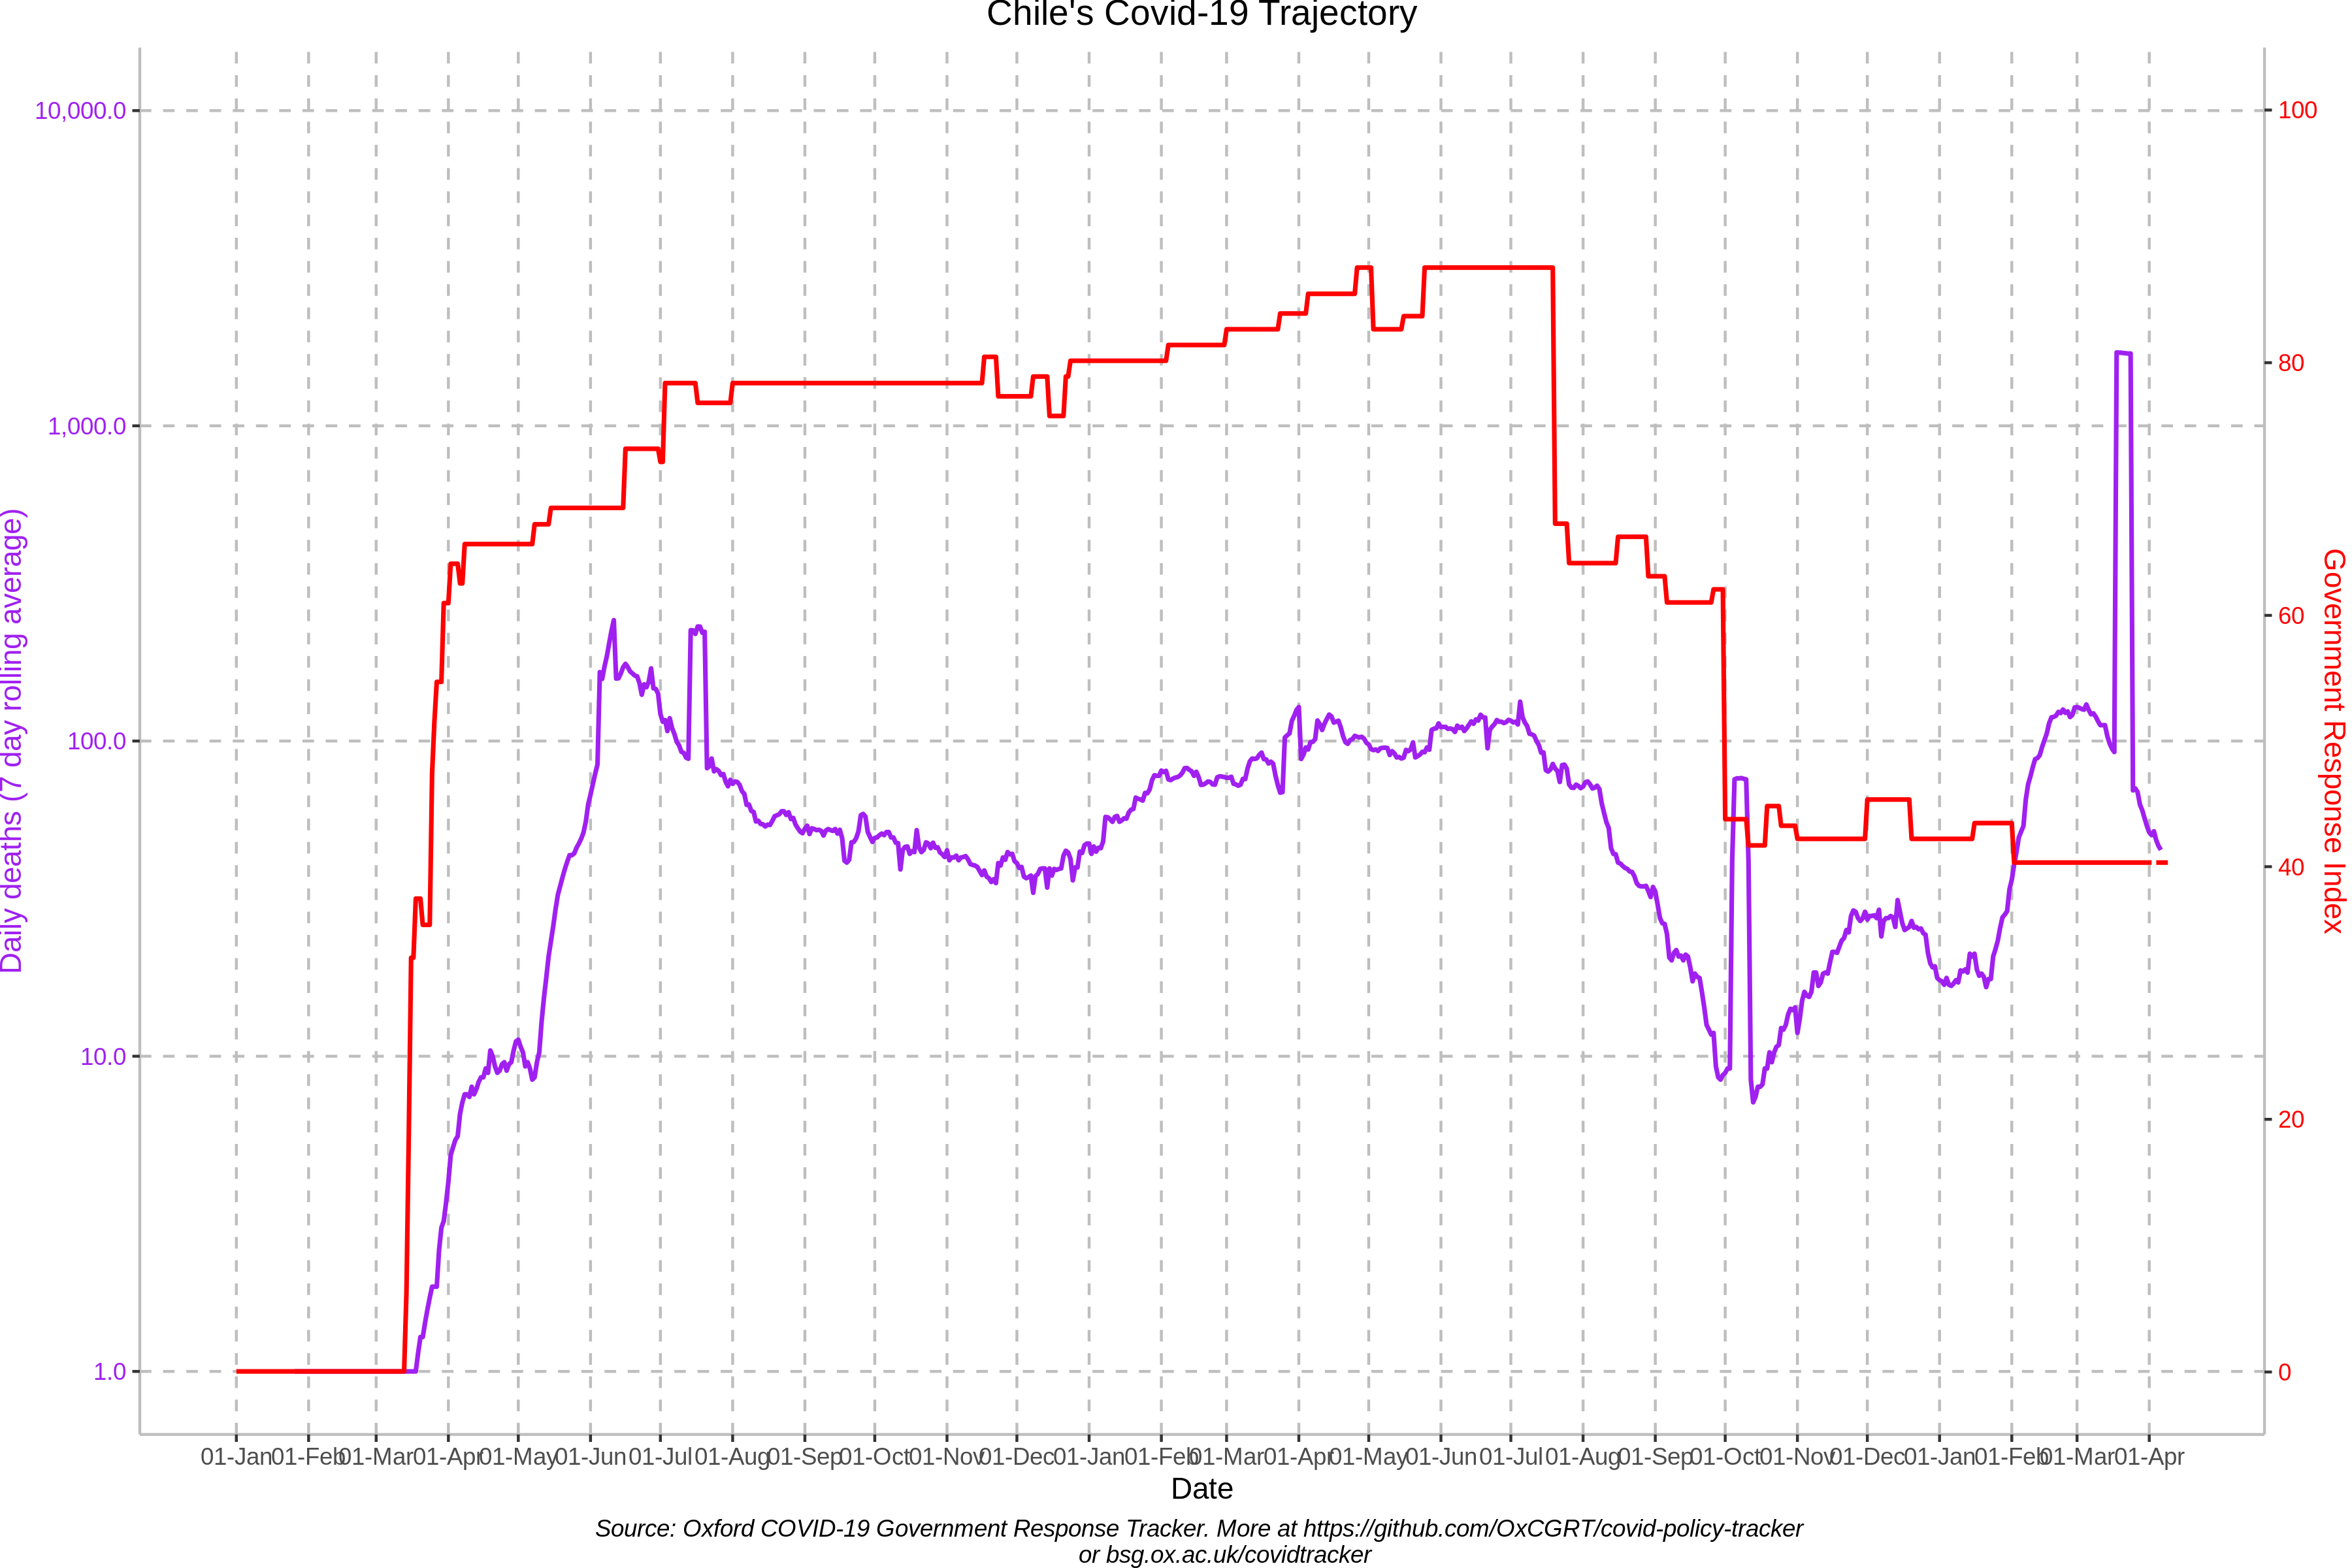 Chile's Covid-19 Trajectory
10,000.0
1,000.0
100.0
10.0
1.0
Daily deaths (7 day rolling average)
100
80
60
40
20
0
Government Response Index
01-Jan 01-Feb 01-Mar 01-Apr 01-May 01-Jun 01-Jul 01-Aug 01-Sep 01-Oct 01-Nov 01-Dec 01-Jan 01-Feb 01-Mar 01-Apr 01-May 01-Jun 01-Jul 01-Aug 01-Sep 01-Oct 01-Nov 01-Dec 01-Jan 01-Feb 01-Mar 01-Apr
Date
Source: Oxford COVID-19 Government Response Tracker. More at https://github.com/OxCGRT/covid-policy-tracker
or bsg.ox.ac.uk/covidtracker